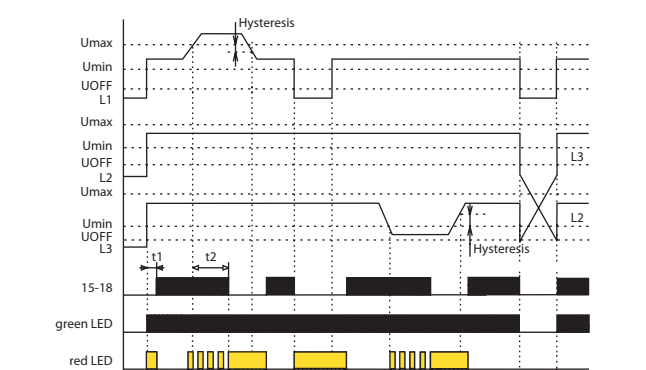 Hysteresis
Umax
Umin
UOFF
L1
Umax
Umin
UOFF
L2
L3
Umax
Umin
UOFF
L3
L2
Hysteresis
t1
t2
15-18
green LED
red LED